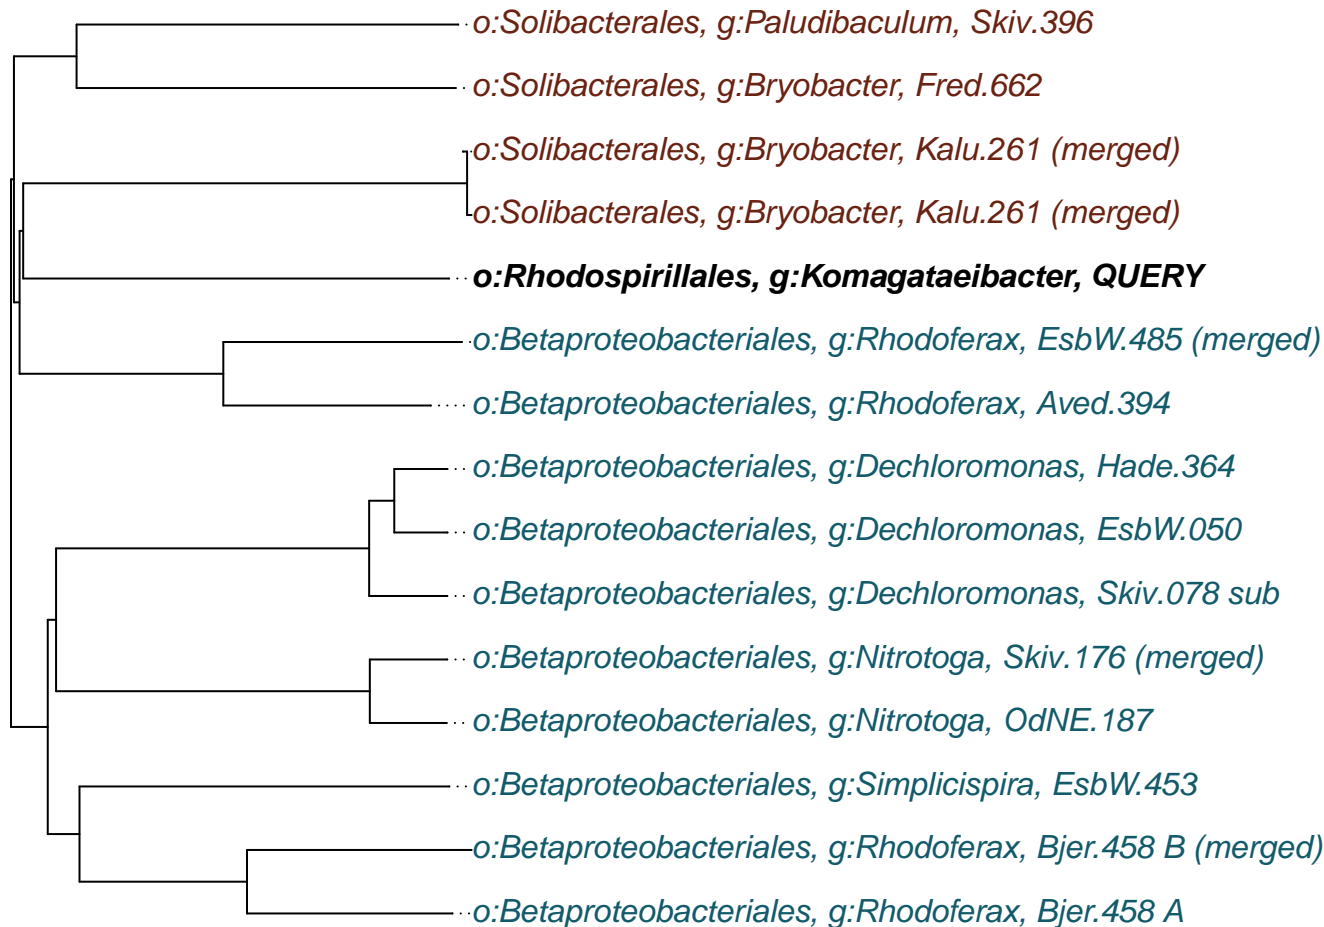 o:Solibacterales, g:Paludibaculum, Skiv.396
o:Solibacterales, g:Bryobacter, Fred.662
o:Solibacterales, g:Bryobacter, Kalu.261 (merged)
o:Solibacterales, g:Bryobacter, Kalu.261 (merged)
o:Rhodospirillales, g:Komagataeibacter, QUERY
o:Betaproteobacteriales, g:Rhodoferax, EsbW.485 (merged)
o:Betaproteobacteriales, g:Rhodoferax, Aved.394
o:Betaproteobacteriales, g:Dechloromonas, Hade.364
o:Betaproteobacteriales, g:Dechloromonas, EsbW.050
o:Betaproteobacteriales, g:Dechloromonas, Skiv.078 sub
o:Betaproteobacteriales, g:Nitrotoga, Skiv.176 (merged)
o:Betaproteobacteriales, g:Nitrotoga, OdNE.187
o:Betaproteobacteriales, g:Simplicispira, EsbW.453
o:Betaproteobacteriales, g:Rhodoferax, Bjer.458 B (merged)
o:Betaproteobacteriales, g:Rhodoferax, Bjer.458 A